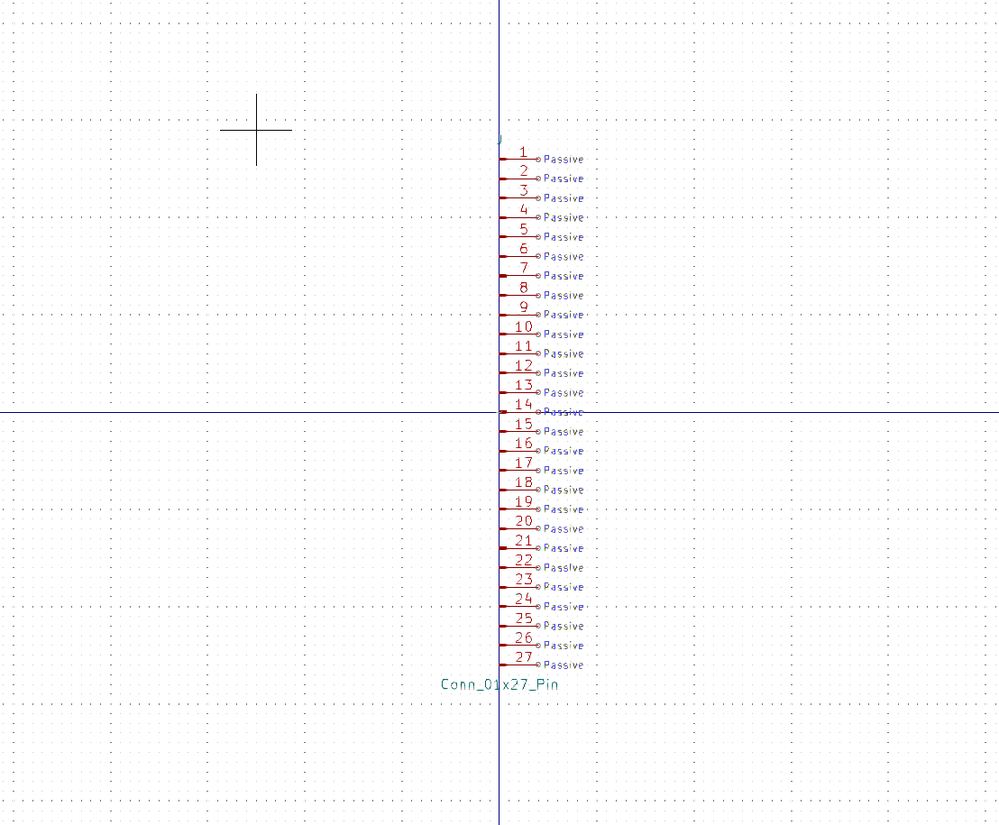 J
1 Passive
2 Passive
3 Passive
4 Passive
5 Passive
6 Passive
7 Passive
8 Passive
9 Passive
10 Passive
11 Passive
12 Passive
13 Passive
14 Passive
15 Passive
16 Passive
17 Passive
18 Passive
19 Passive
20 Passive
21 Passive
22 Passive
23 Passive
24 Passive
25 Passive
26 Passive
27 Passive
Conn_01x27_Pin